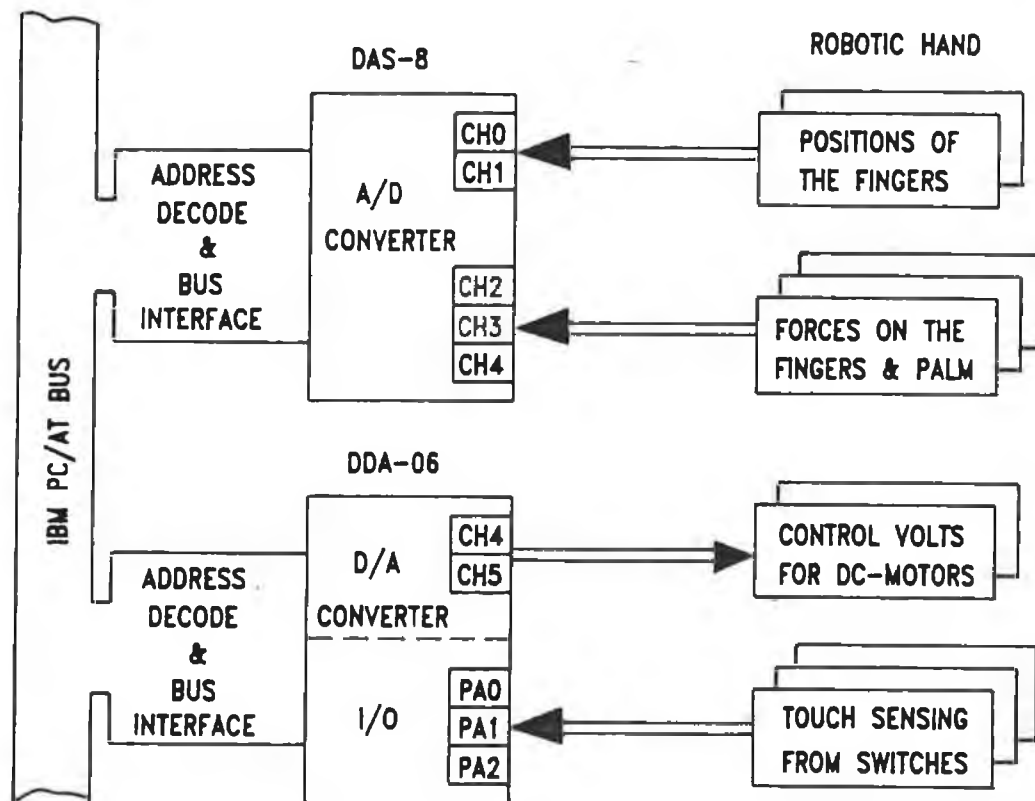 ROBOTIC HAND
DAS-8
CH0
CH1
A/D
CONVERTER
CH2
CH3
CH4
ADDRESS
DECODE
&
BUS
INTERFACE
POSITIONS OF
THE FINGERS
FORCES ON THE
FINGERS & PALM
IBM PC/AT BUS
DDA-06
CH4
CH5
D/A
CONVERTER
I/O
PA0
PA1
PA2
ADDRESS
DECODE
&
BUS
INTERFACE
CONTROL VOLTS
FOR DC-MOTORS
TOUCH SENSING
FROM SWITCHES